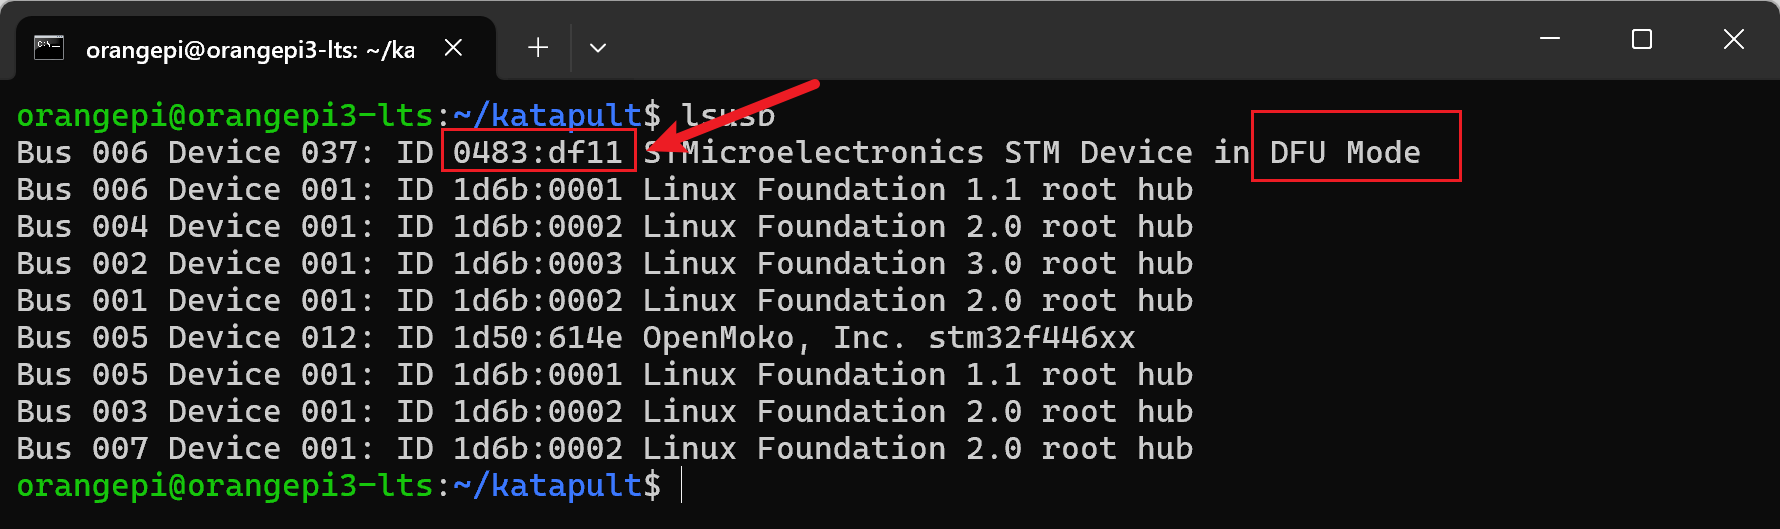 orangepi@orangepi3-lts: ~/ka
orangepi@orangepi3-lts:~/katapult$ lsusb
Bus 006 Device 037: ID 0483:df11 STMicroelectronics STM Device in DFU Mode
Bus 006 Device 001: ID 1d6b:0001 Linux Foundation 1.1 root hub
Bus 004 Device 001: ID 1d6b:0002 Linux Foundation 2.0 root hub
Bus 002 Device 001: ID 1d6b:0003 Linux Foundation 3.0 root hub
Bus 001 Device 001: ID 1d6b:0002 Linux Foundation 2.0 root hub
Bus 005 Device 012: ID 1d50:614e OpenMoko, Inc. stm32f446xx
Bus 005 Device 001: ID 1d6b:0001 Linux Foundation 1.1 root hub
Bus 003 Device 001: ID 1d6b:0002 Linux Foundation 2.0 root hub
Bus 007 Device 001: ID 1d6b:0002 Linux Foundation 2.0 root hub
orangepi@orangepi3-lts:~/katapult$